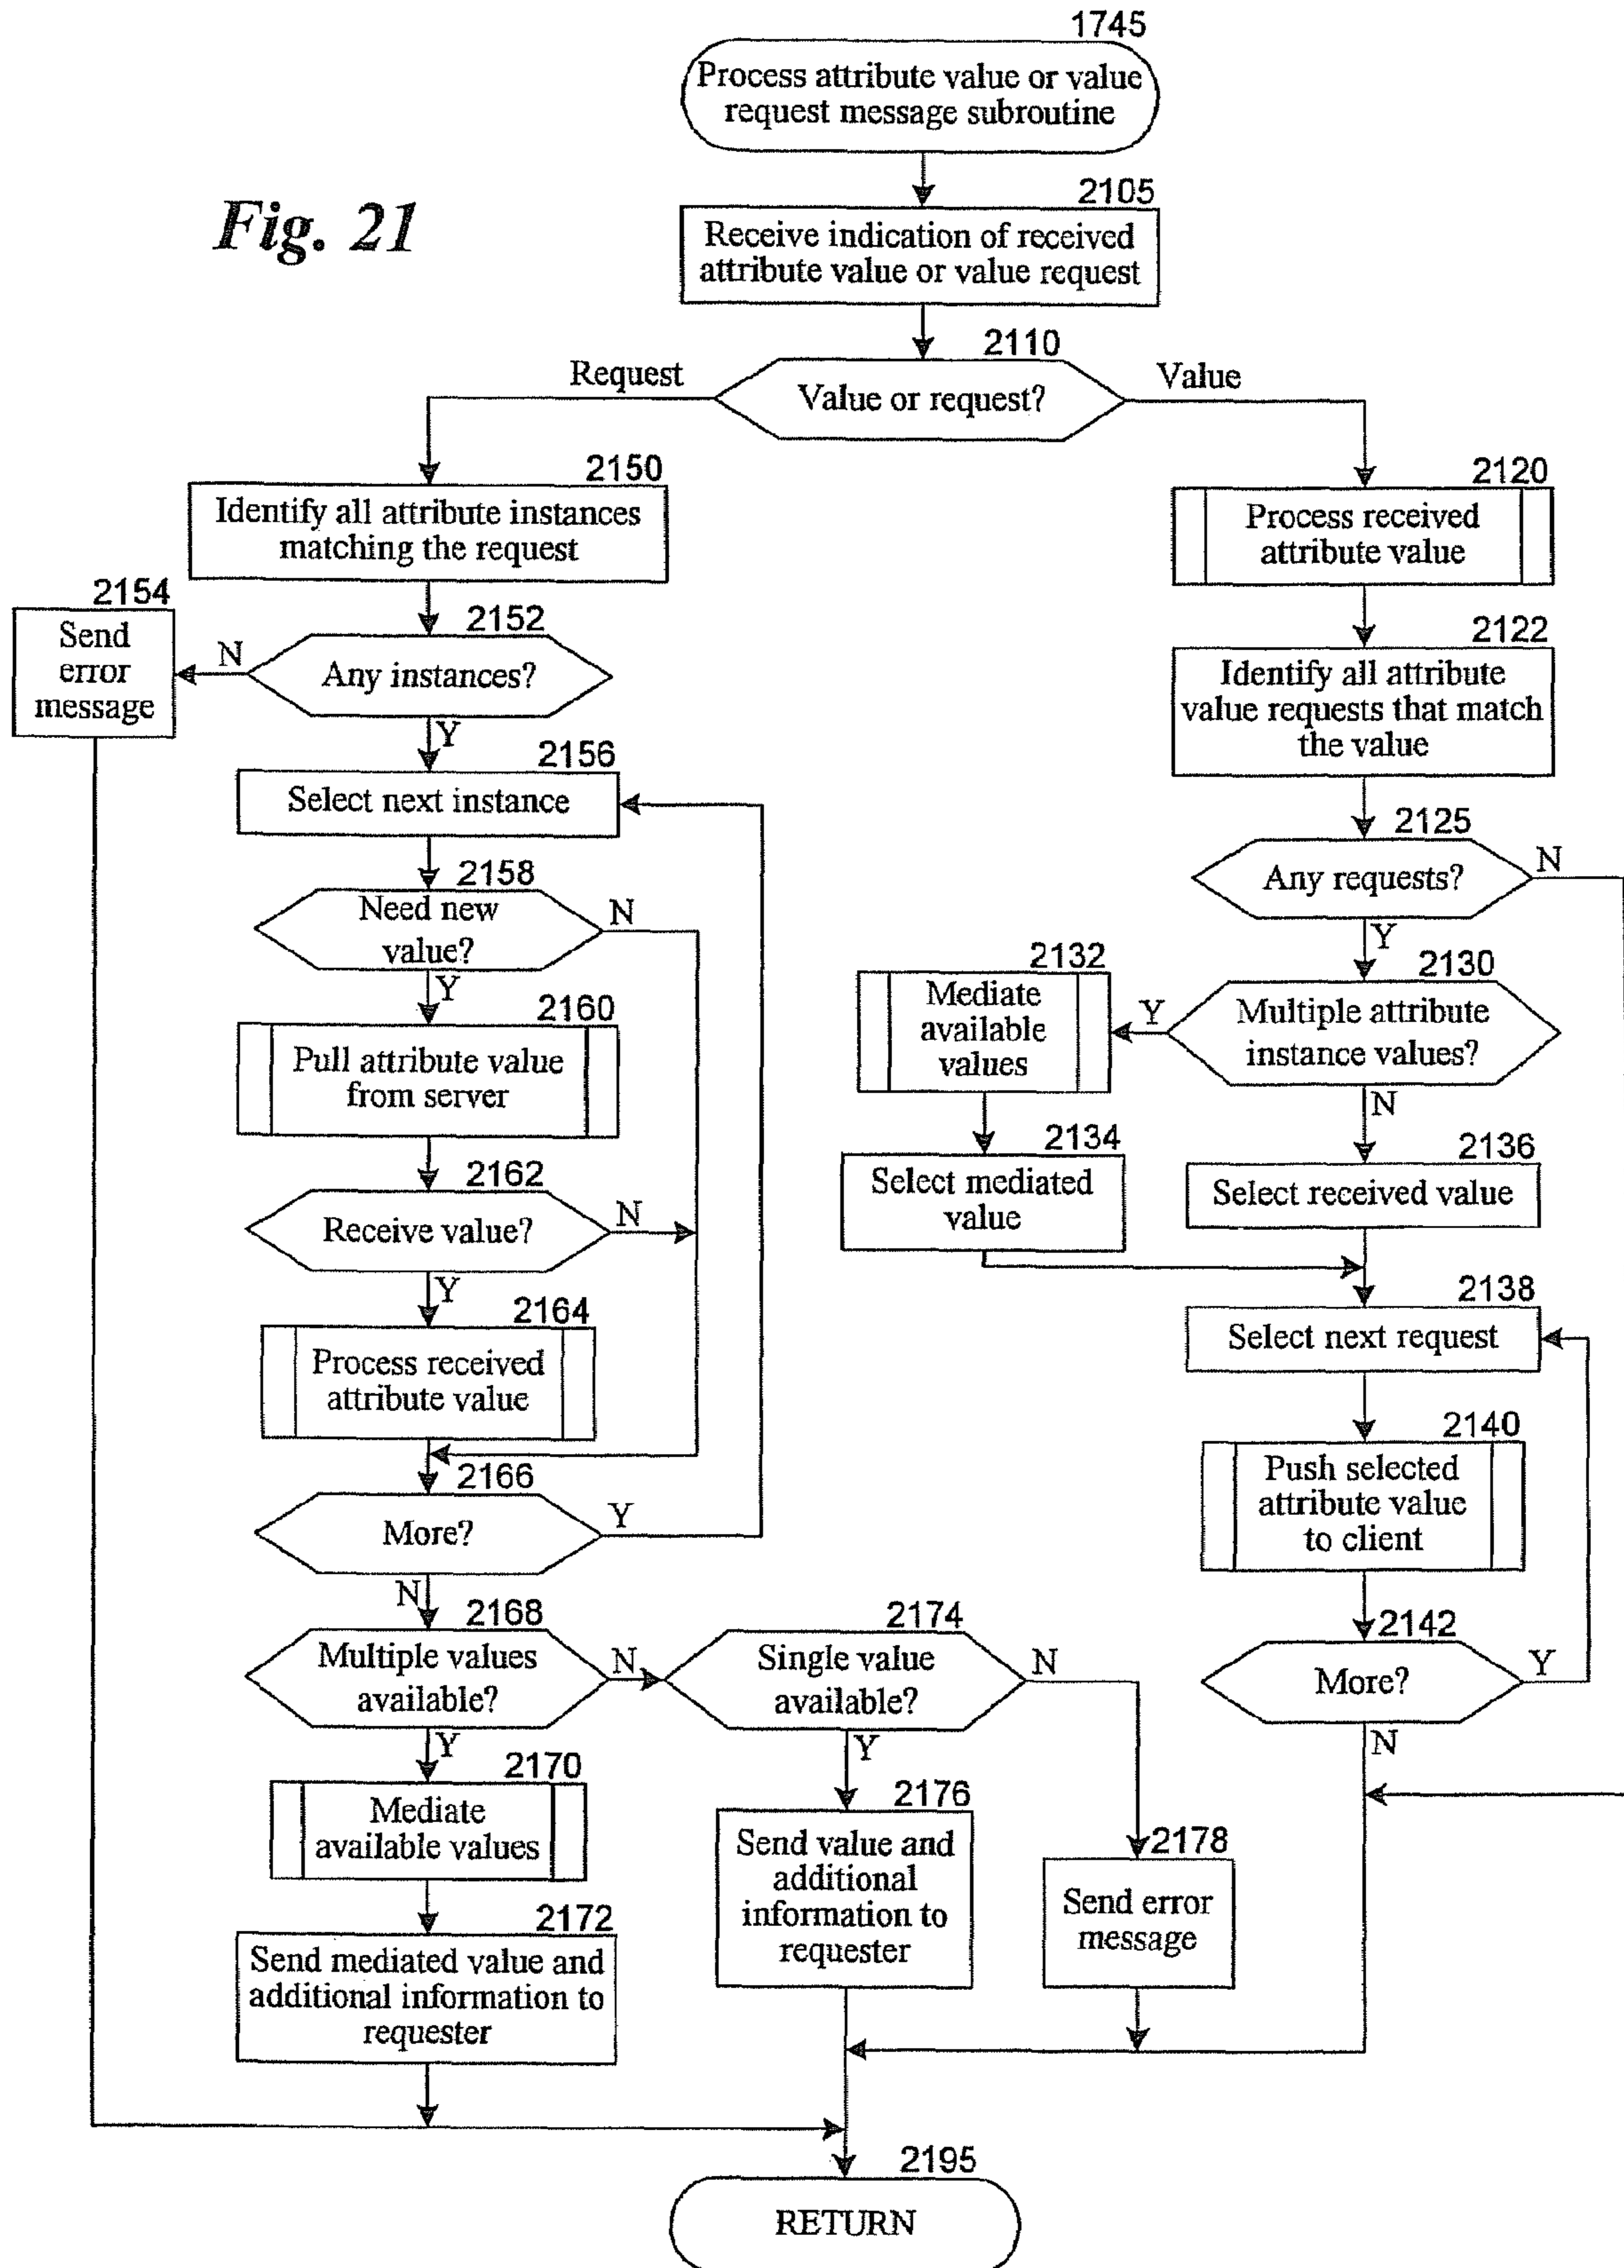 1745
Process attribute value or value
request message subroutine
Fig. 21
2105
Receive indication of received
attribute value or value request
2110
Value or request?
Request
Value
2150
Identify all attribute instances
matching the request
2154
Send
error
message
2152
Any instances?
N
Y
2156
Select next instance
2158
Need new
value?
N
Y
2160
Pull attribute value
from server
2162
Receive value?
N
Y
2164
Process received
attribute value
2166
More?
Y
N
2168
Multiple values
available?
N
Y
2170
Mediate
available values
2172
Send mediated value and
additional information to
requester
2174
Single value
available?
N
Y
2176
Send value and
additional
information to
requester
2178
Send error
message
2120
Process received
attribute value
2122
Identify all attribute
value requests that match
the value
2125
Any requests?
N
Y
2130
Multiple attribute
instance values?
Y
N
2132
Mediate
available
values
2134
Select mediated
value
2136
Select received value
2138
Select next request
2140
Push selected
attribute value
to client
2142
More?
Y
N
2195
RETURN